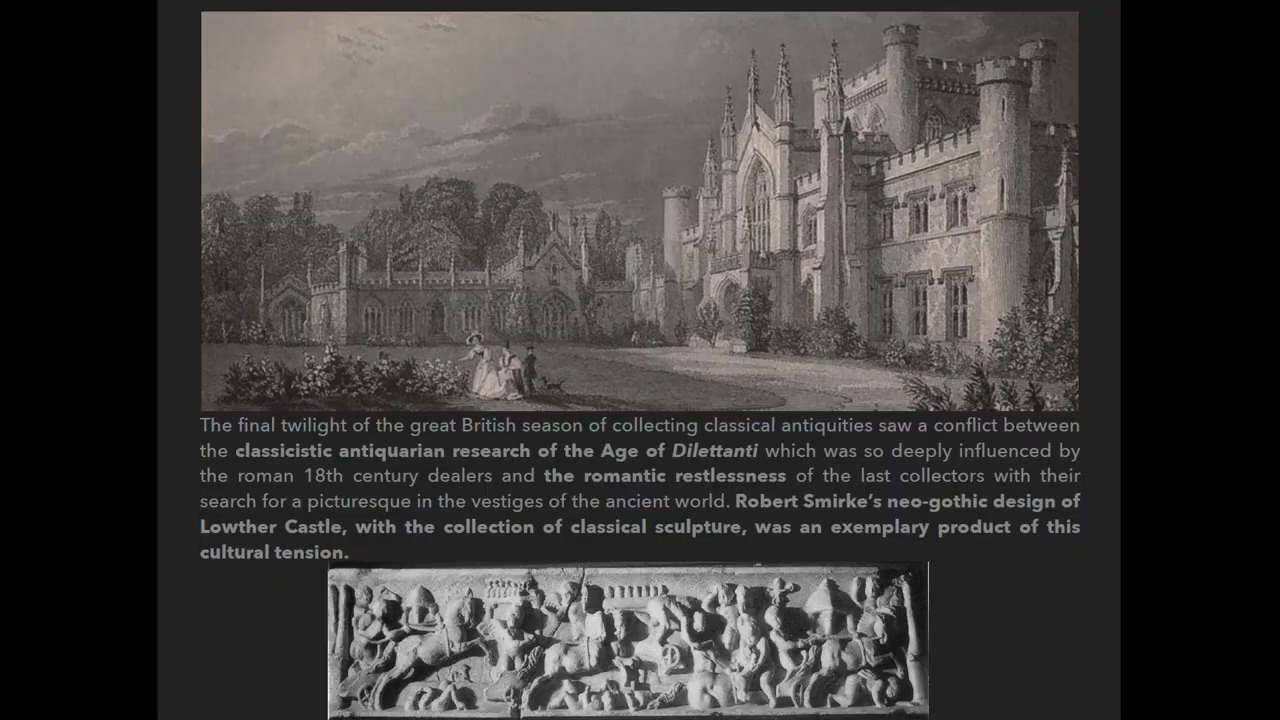 The final twilight of the great British season of collecting classical antiquities saw a conflict between
the classicistic antiquarian research of the Age of Dilettanti which was so deeply influenced by
the roman 18th century dealers and the romantic restlessness of the last collectors with their
search for a picturesque in the vestiges of the ancient world. Robert Smirke's neo-gothic design of
Lowther Castle, with the collection of classical sculpture, was an exemplary product of this
cultural tension.